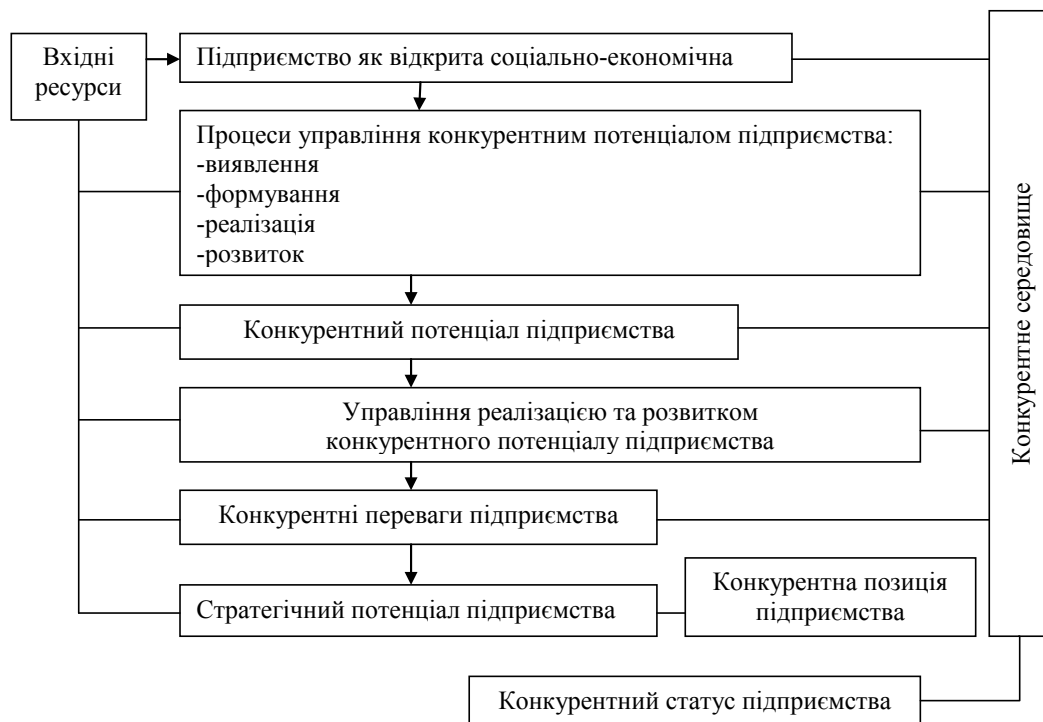 Вхідні
ресурси
Підприємство як відкрита соціально-економічна
Процеси управління конкурентним потенціалом підприємства:
-виявлення
-формування
-реалізація
-розвиток
Конкурентний потенціал підприємства
Управління реалізацією та розвитком
конкурентного потенціалу підприємства
Конкурентні переваги підприємства
Стратегічний потенціал підприємства
Конкурентна позиція
підприємства
Конкурентне середовище
Конкурентний статус підприємства